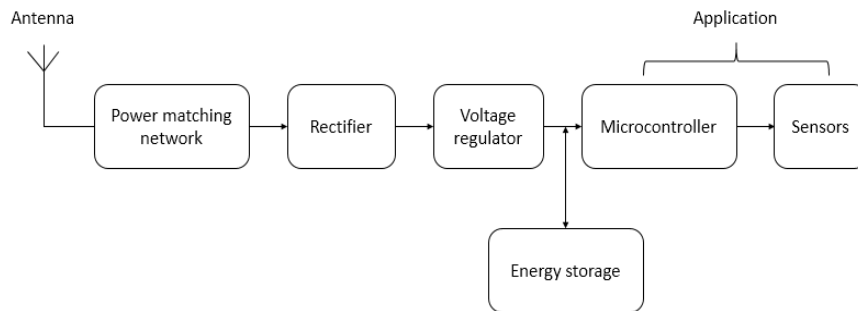 Antenna
Application
Power matching
network
Rectifier
Voltage
regulator
Microcontroller
Sensors
Energy storage